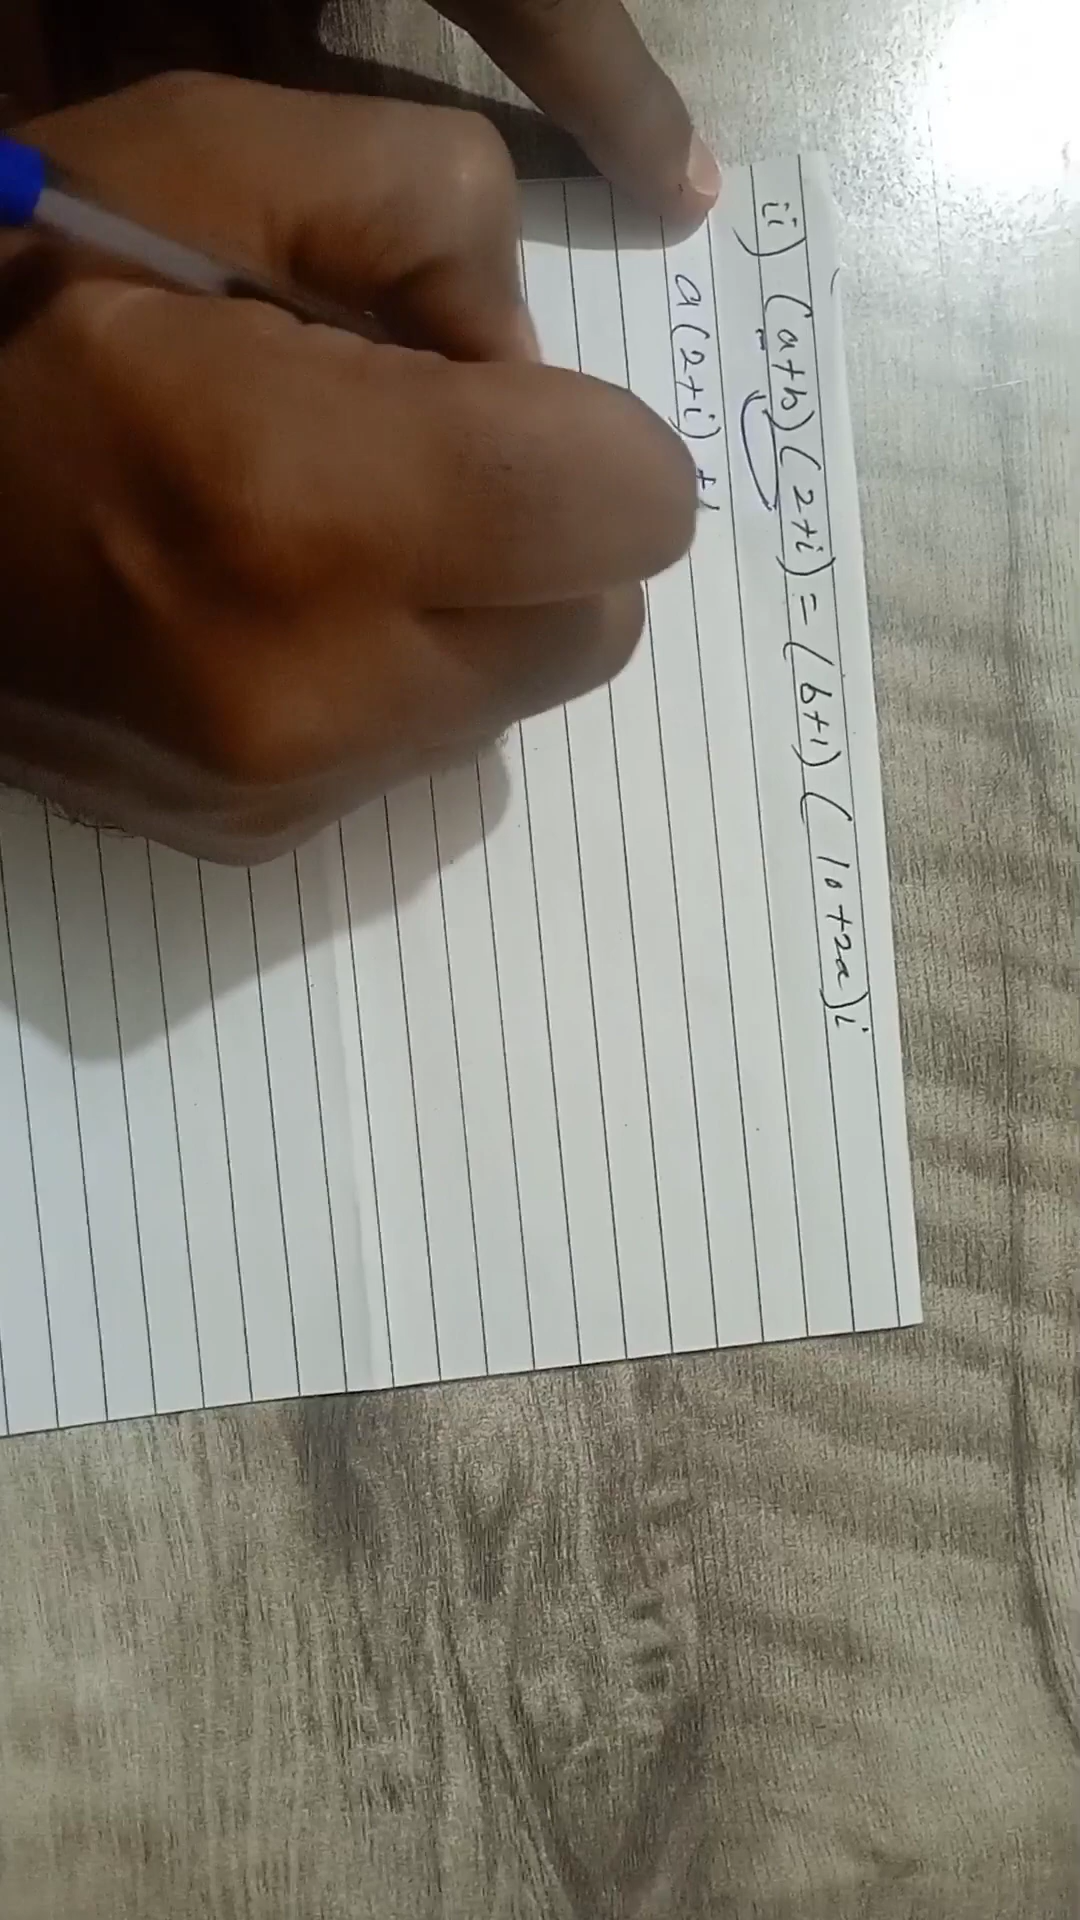 ii) (a+b)(2+i) = (b+1) (10+2a)i
a(2+i) +